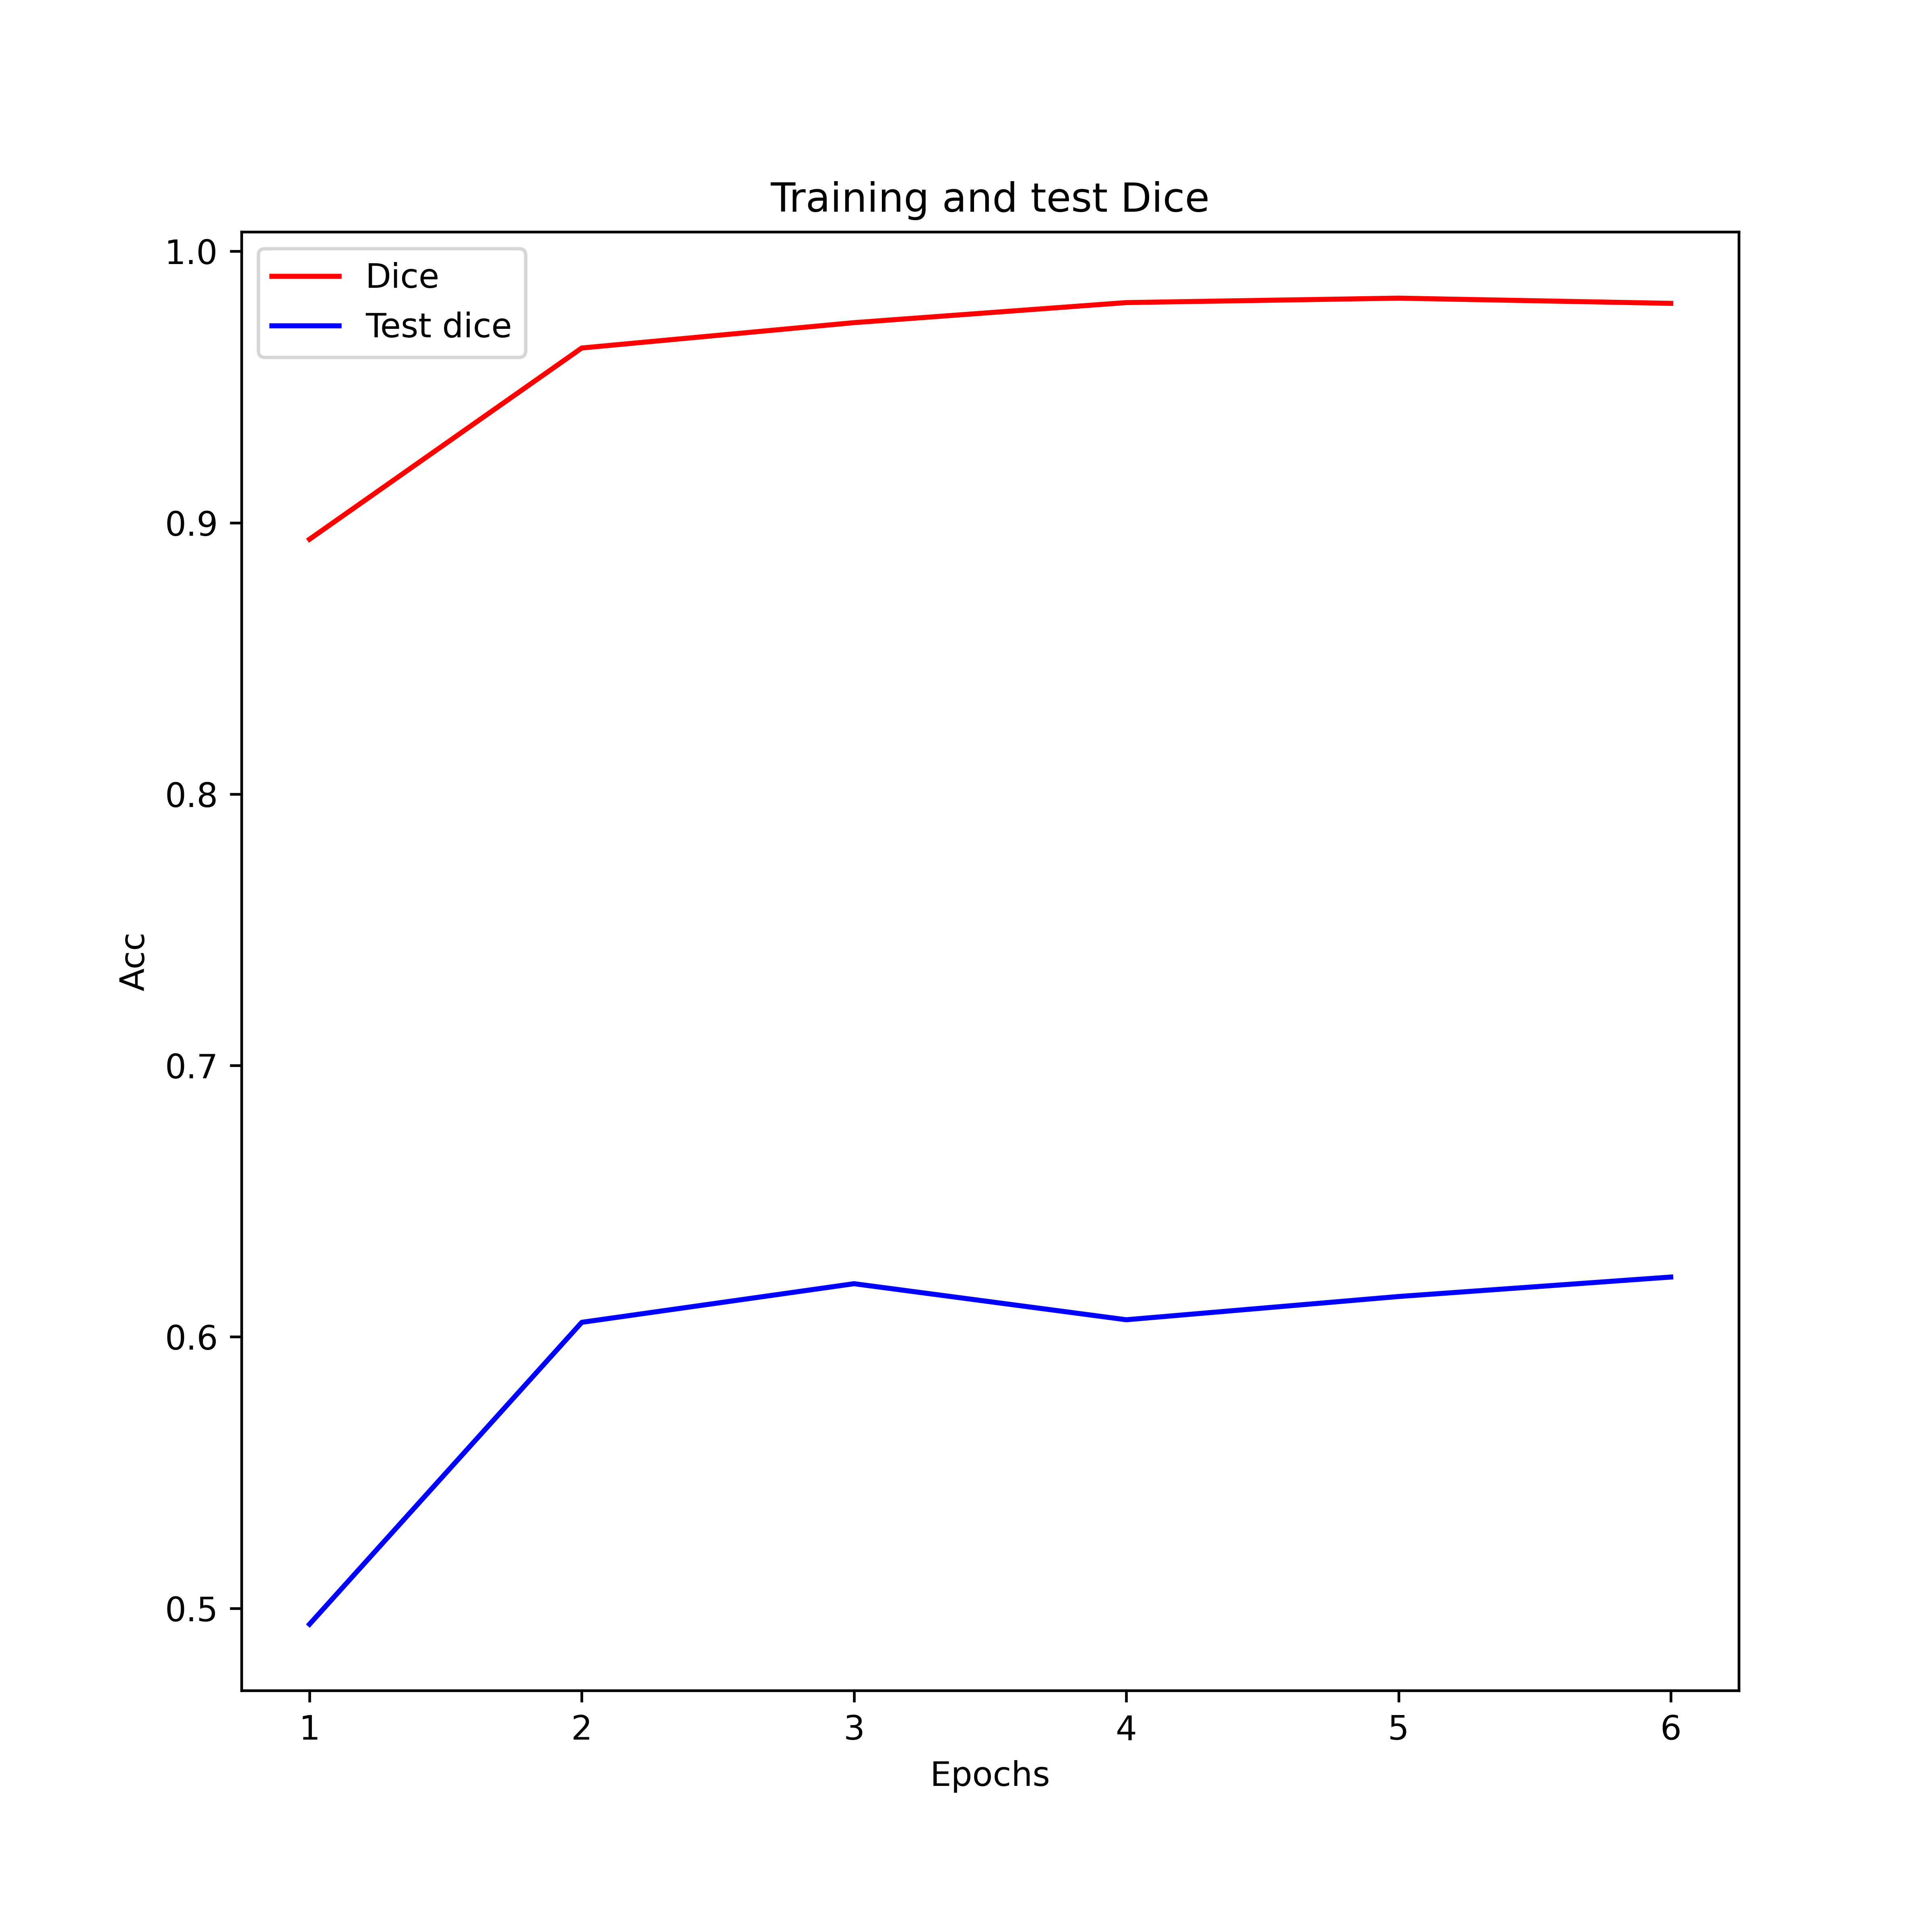 Training and test Dice
1.0
Dice
Test dice
0.9
0.8
Acc
0.7
0.6
0.5
1 2 3 4 5 6
Epochs